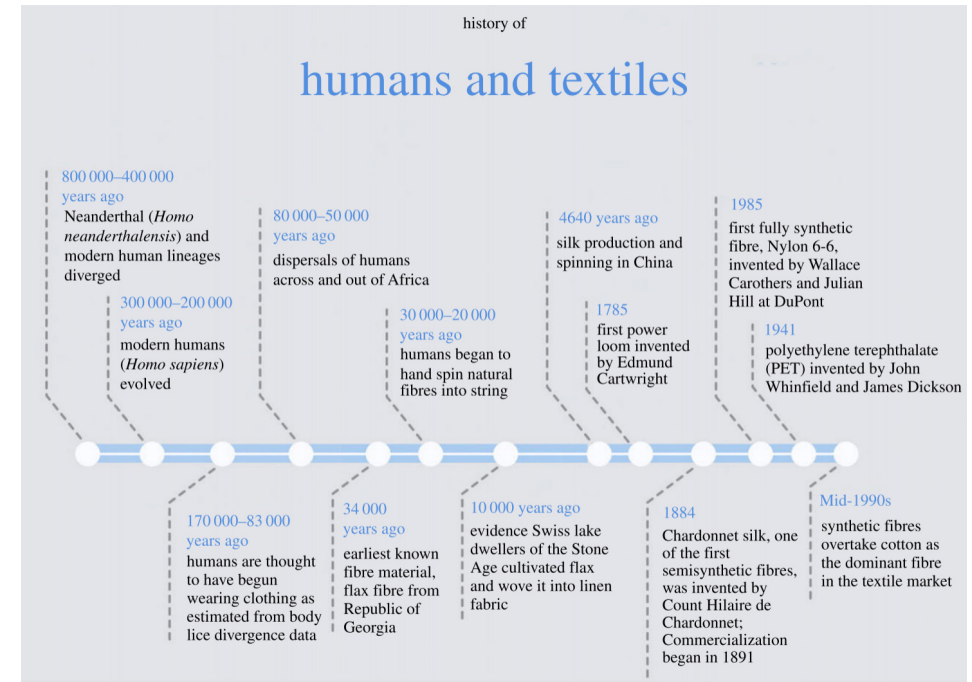 history of
humans and textiles
800 000–400 000
years ago
Neanderthal (Homo
neanderthalensis) and
modern human lineages
diverged
300 000–200 000
years ago
modern humans
(Homo sapiens)
evolved
80 000–50 000
years ago
dispersals of humans
across and out of Africa
30 000–20 000
years ago
humans began to
hand spin natural
fibres into string
4640 years ago
silk production and
spinning in China
1785
first power
loom invented
by Edmund
Cartwright
1985
first fully synthetic
fibre, Nylon 6-6,
invented by Wallace
Carothers and Julian
Hill at DuPont
1941
polyethylene terephthalate
(PET) invented by John
Whinfield and James Dickson
170 000–83 000
years ago
humans are thought
to have begun
wearing clothing as
estimated from body
lice divergence data
34 000
years ago
earliest known
fibre material,
flax fibre from
Republic of
Georgia
10 000 years ago
evidence Swiss lake
dwellers of the Stone
Age cultivated flax
and wove it into linen
fabric
1884
Chardonnet silk, one
of the first
semisynthetic fibres,
was invented by
Count Hilaire de
Chardonnet;
Commercialization
began in 1891
Mid-1990s
synthetic fibres
overtake cotton as
the dominant fibre
in the textile market